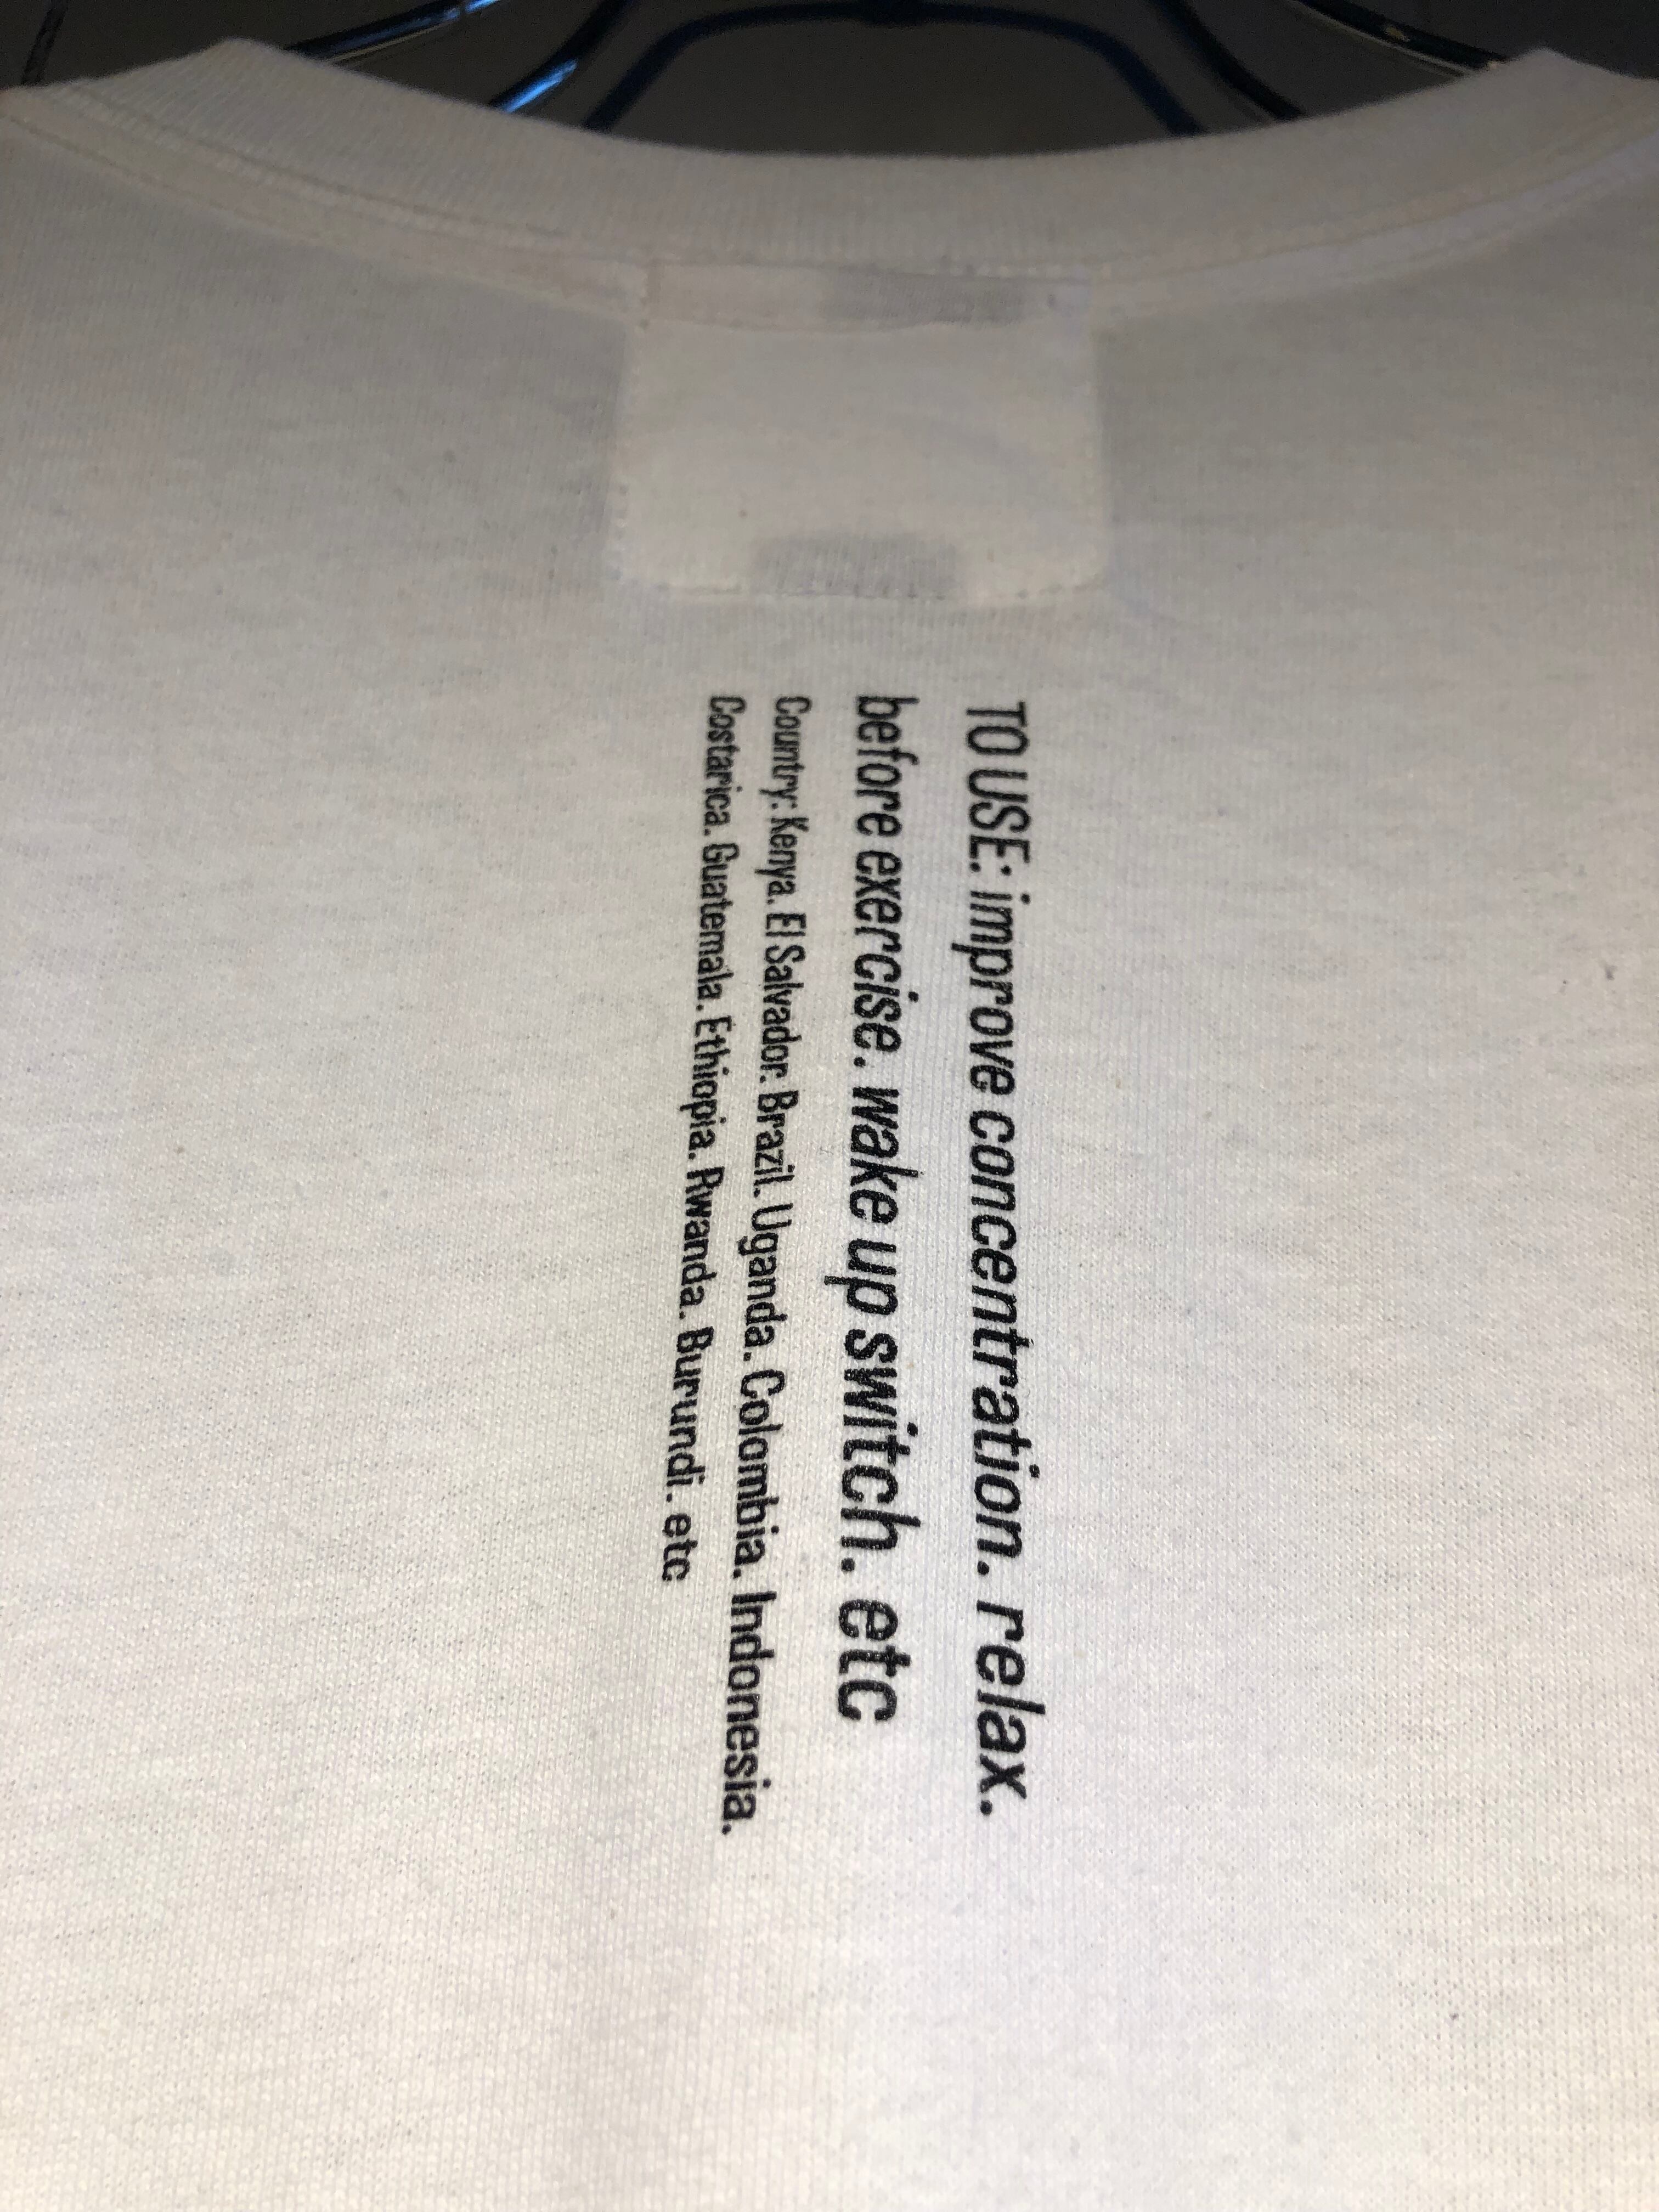 TO USE: improve concentration. relax.
before exercise. wake up switch. etc
Country: Kenya. El Salvador. Brazil. Uganda. Colombia. Indonesia.
Costarica. Guatemala. Ethiopia. Rwanda. Burundi. etc